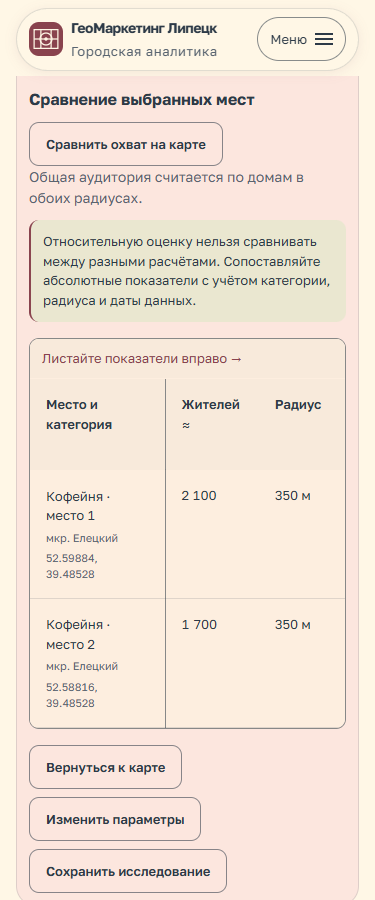 ГеоМаркетинг Липецк
Городская аналитика
Меню
Сравнение выбранных мест
Сравнить охват на карте
Общая аудитория считается по домам в
обоих радиусах.
Относительную оценку нельзя сравнивать
между разными расчётами. Сопоставляйте
абсолютные показатели с учётом категории,
радиуса и даты данных.
Листайте показатели вправо →
Место и
категория
Жителей
≈
Радиус
Кофейня ·
место 1
мкр. Елецкий
52.59884,
39.48528
2 100
350 м
Кофейня ·
место 2
мкр. Елецкий
52.58816,
39.48528
1 700
350 м
Вернуться к карте
Изменить параметры
Сохранить исследование